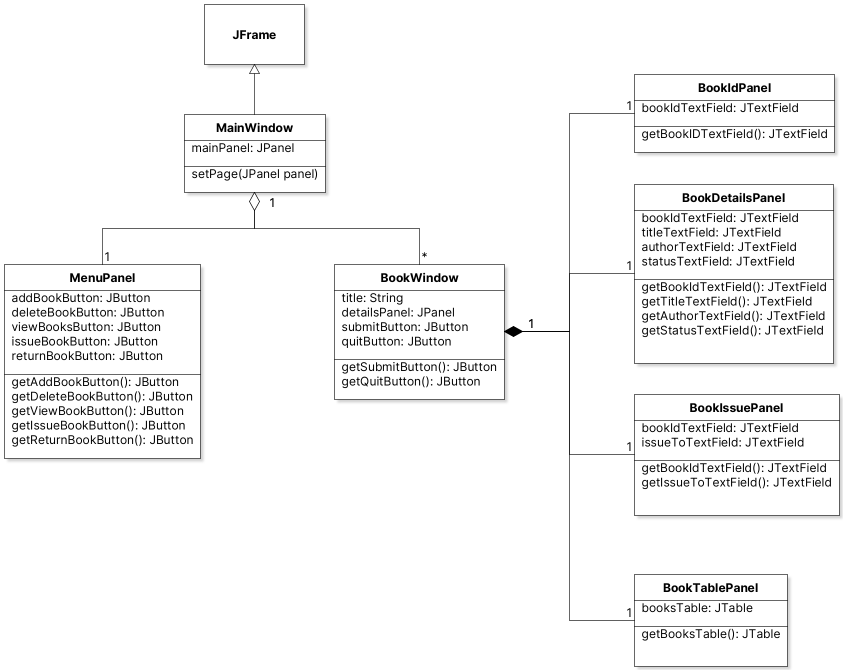 JFrame
MainWindow
mainPanel: JPanel
setPage(JPanel panel)
1
1
MenuPanel
addBookButton: JButton
deleteBookButton: JButton
viewBooksButton: JButton
issueBookButton: JButton
returnBookButton: JButton
getAddBookButton(): JButton
getDeleteBookButton(): JButton
getViewBookButton(): JButton
getIssueBookButton(): JButton
getReturnBookButton(): JButton
*
BookWindow
title: String
detailsPanel: JPanel
submitButton: JButton
quitButton: JButton
getSubmitButton(): JButton
getQuitButton(): JButton
1
1
BookIdPanel
bookIdTextField: JTextField
getBookIDTextField(): JTextField
1
BookDetailsPanel
bookIdTextField: JTextField
titleTextField: JTextField
authorTextField: JTextField
statusTextField: JTextField
getBookIdTextField(): JTextField
getTitleTextField(): JTextField
getAuthorTextField(): JTextField
getStatusTextField(): JTextField
1
BookIssuePanel
bookIdTextField: JTextField
issueToTextField: JTextField
getBookIdTextField(): JTextField
getIssueToTextField(): JTextField
1
BookTablePanel
booksTable: JTable
getBooksTable(): JTable